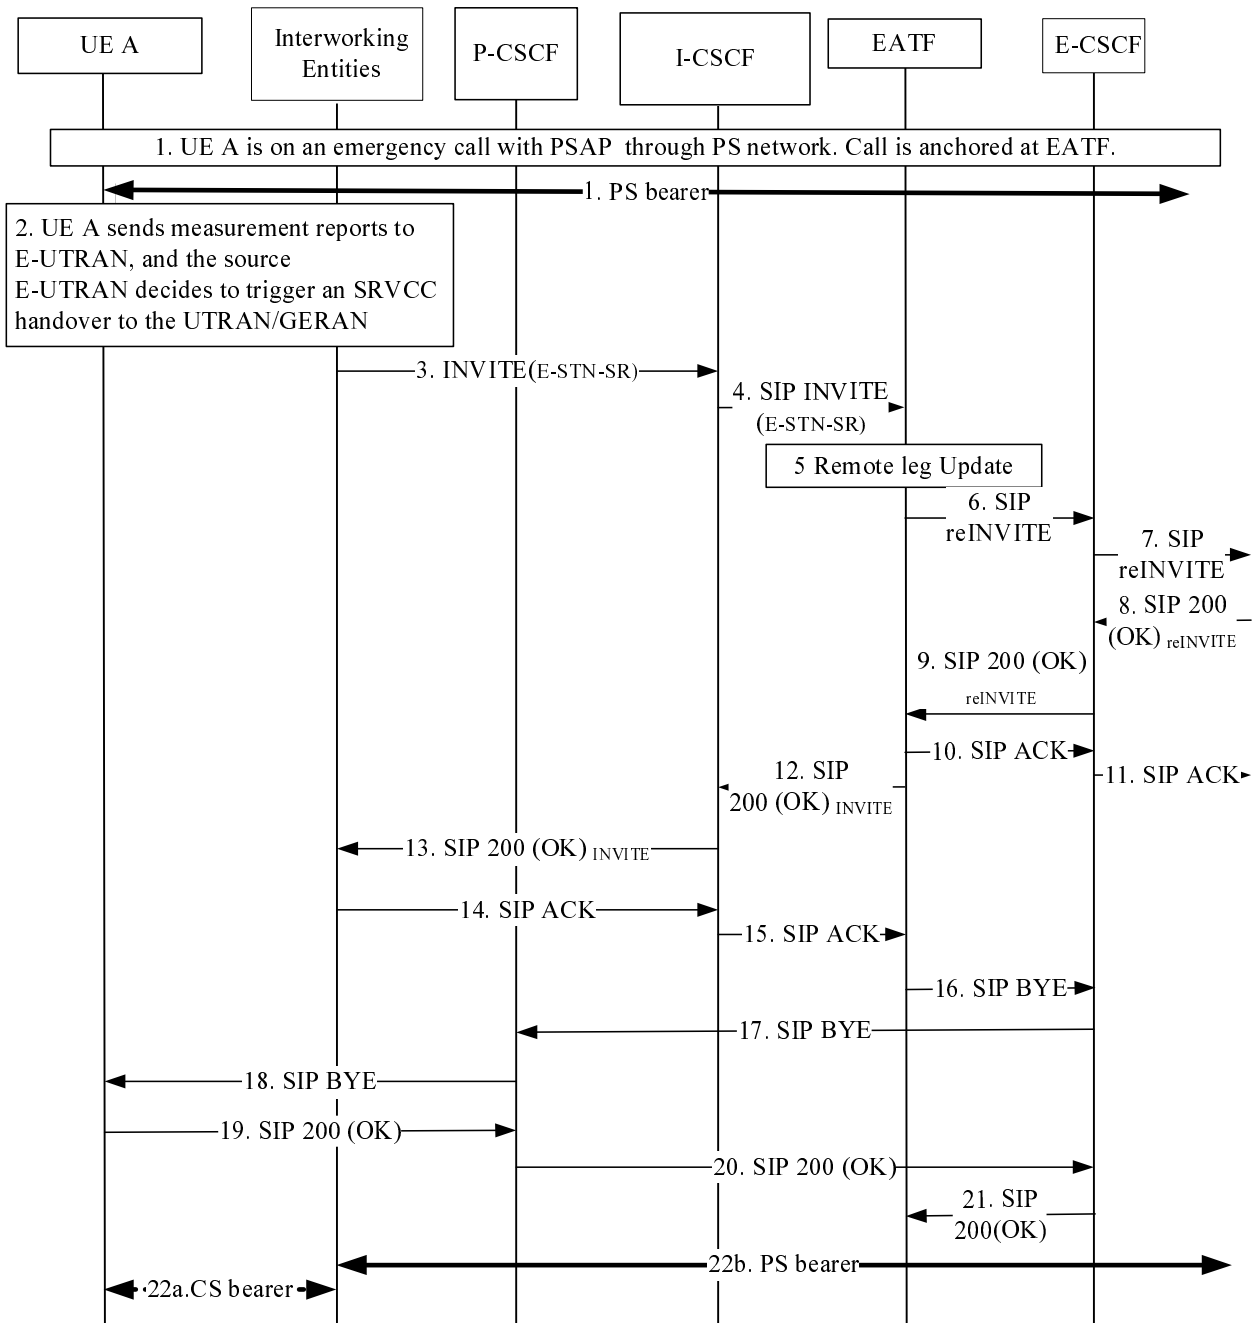 UE A
Interworking
Entities
P-CSCF
I-CSCF
EATF
E-CSCF
1. UE A is on an emergency call with PSAP through PS network. Call is anchored at EATF.
1. PS bearer
2. UE A sends measurement reports to
E-UTRAN, and the source
E-UTRAN decides to trigger an SRVCC
handover to the UTRAN/GERAN
3. INVITE(E-STN-SR)
4. SIP INVITE
(E-STN-SR)
5 Remote leg Update
6. SIP
reINVITE
7. SIP
reINVITE
8. SIP 200
(OK) reINVITE
9. SIP 200 (OK)
reINVITE
10. SIP ACK
11. SIP ACK
12. SIP
200 (OK) INVITE
13. SIP 200 (OK) INVITE
14. SIP ACK
15. SIP ACK
16. SIP BYE
17. SIP BYE
18. SIP BYE
19. SIP 200 (OK)
20. SIP 200 (OK)
21. SIP
200(OK)
22b. PS bearer
22a.CS bearer